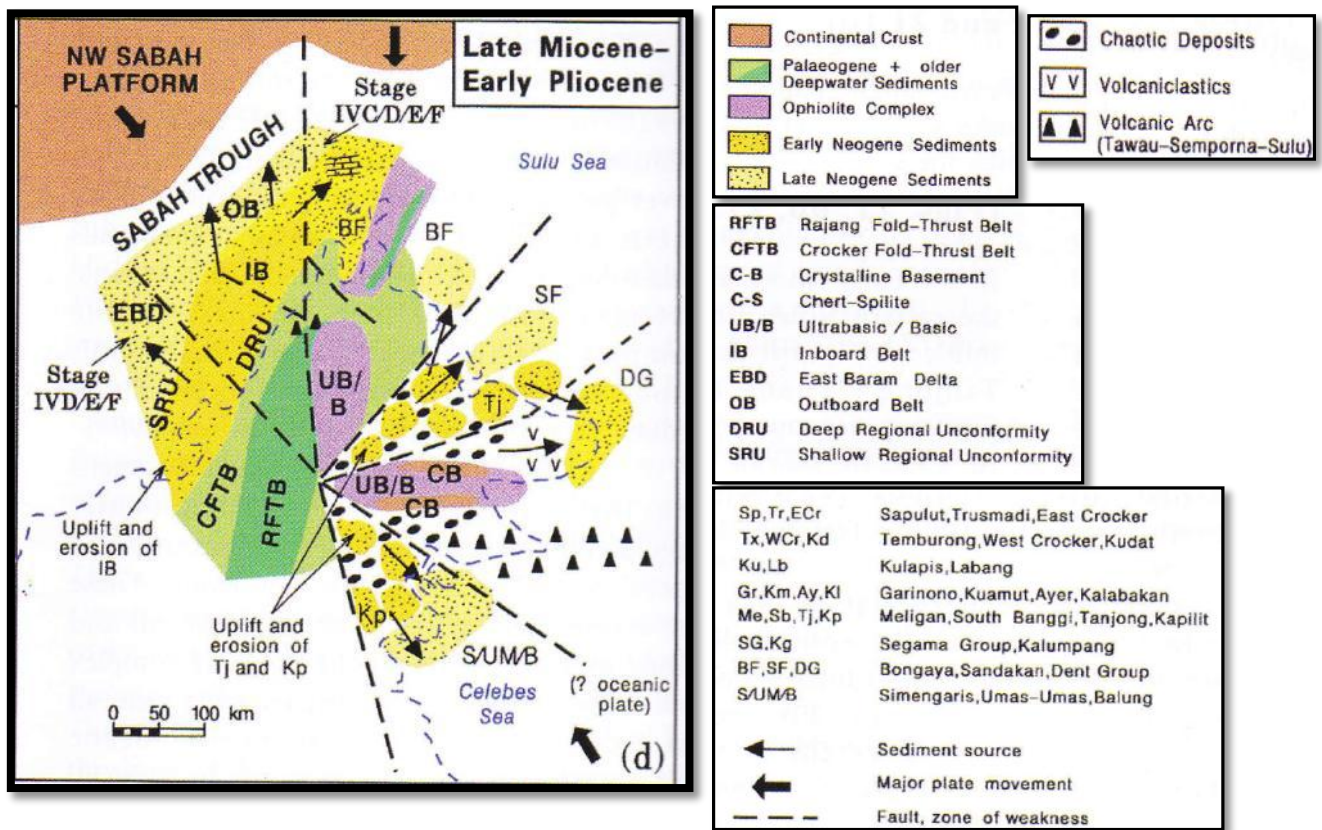 Late Miocene–
Early Pliocene
NW SABAH
PLATFORM
Stage
IVC/D/E/F
SABAH TROUGH
Sulu Sea
OB
BF
BF
IB
SF
EBD
DRU
DG
Stage
IVD/E/F
SRU
UB/
B
Tj
V
V V
CFTB
RFTB
UB/B
CB
CB
Uplift and
erosion of
IB
Uplift and
erosion of
Tj and Kp
Kp
S/UM/B
Celebes
Sea
(? oceanic
plate)
0 50 100 km
(d)
Continental Crust
Palaeogene + older
Deepwater Sediments
Ophiolite Complex
Early Neogene Sediments
Late Neogene Sediments
Chaotic Deposits
V V Volcaniclastics
Volcanic Arc
(Tawau–Semporna–Sulu)
RFTB Rajang Fold–Thrust Belt
CFTB Crocker Fold–Thrust Belt
C-B Crystalline Basement
C-S Chert–Spilite
UB/B Ultrabasic / Basic
IB Inboard Belt
EBD East Baram Delta
OB Outboard Belt
DRU Deep Regional Unconformity
SRU Shallow Regional Unconformity
Sp,Tr,ECr Sapulut,Trusmadi,East Crocker
Tx,WCr,Kd Temburong,West Crocker,Kudat
Ku,Lb Kulapis,Labang
Gr,Km,Ay,Kl Garinono,Kuamut,Ayer,Kalabakan
Me,Sb,Tj,Kp Meligan,South Banggi,Tanjong,Kapilit
SG,Kg Segama Group,Kalumpang
BF,SF,DG Bongaya,Sandakan,Dent Group
S/UM/B Simengaris,Umas–Umas,Balung
Sediment source
Major plate movement
Fault, zone of weakness